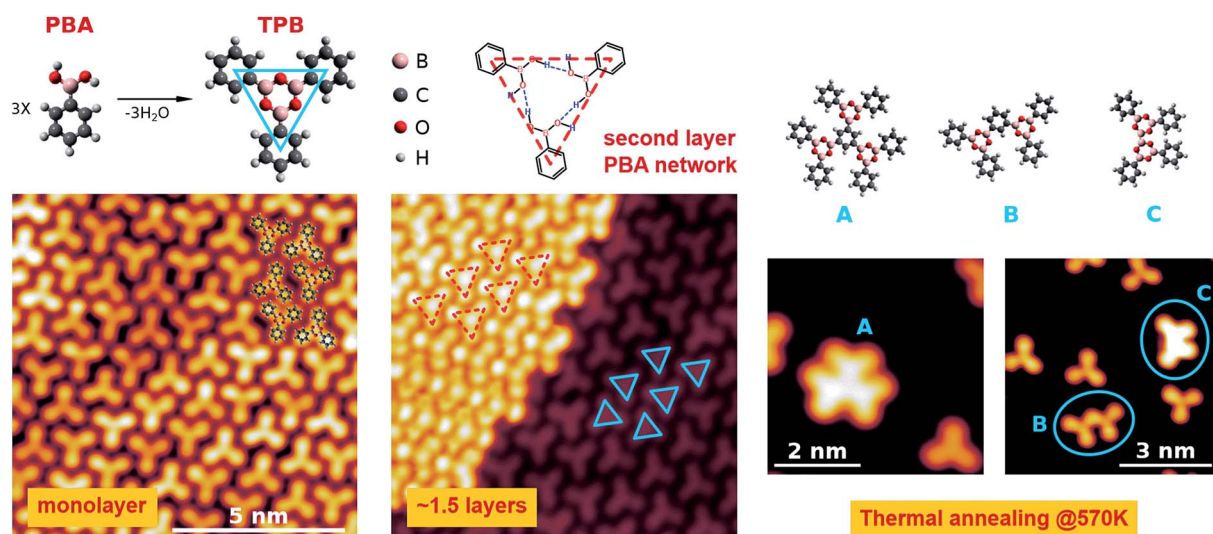 PBA
TPB
3X
-3H₂O
B
C
O
H
second layer
PBA network
A
B
C
monolayer
5 nm
~1.5 layers
A
2 nm
B
C
3 nm
Thermal annealing @570K